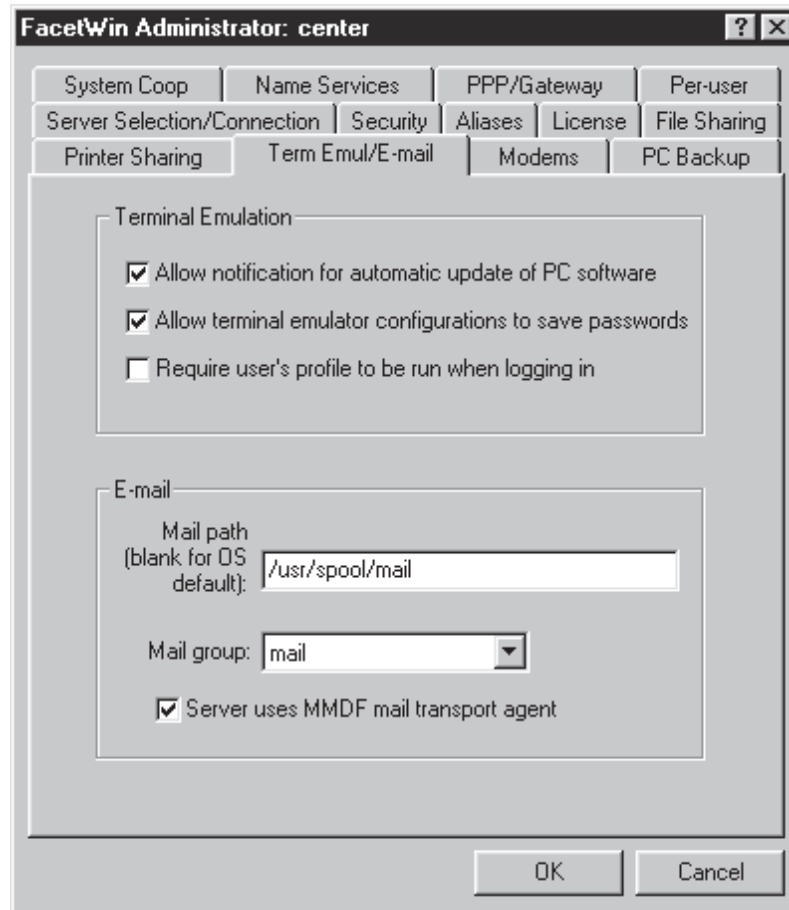 FacetWin Administrator: center
System Coop Name Services PPP/Gateway Per-user
Server Selection/Connection Security Aliases License File Sharing
Printer Sharing Term Emul/E-mail Modems PC Backup
Terminal Emulation
Allow notification for automatic update of PC software
Allow terminal emulator configurations to save passwords
Require user's profile to be run when logging in
E-mail
Mail path
(blank for OS
default):
/usr/spool/mail
Mail group: mail
Server uses MMDF mail transport agent
OK Cancel